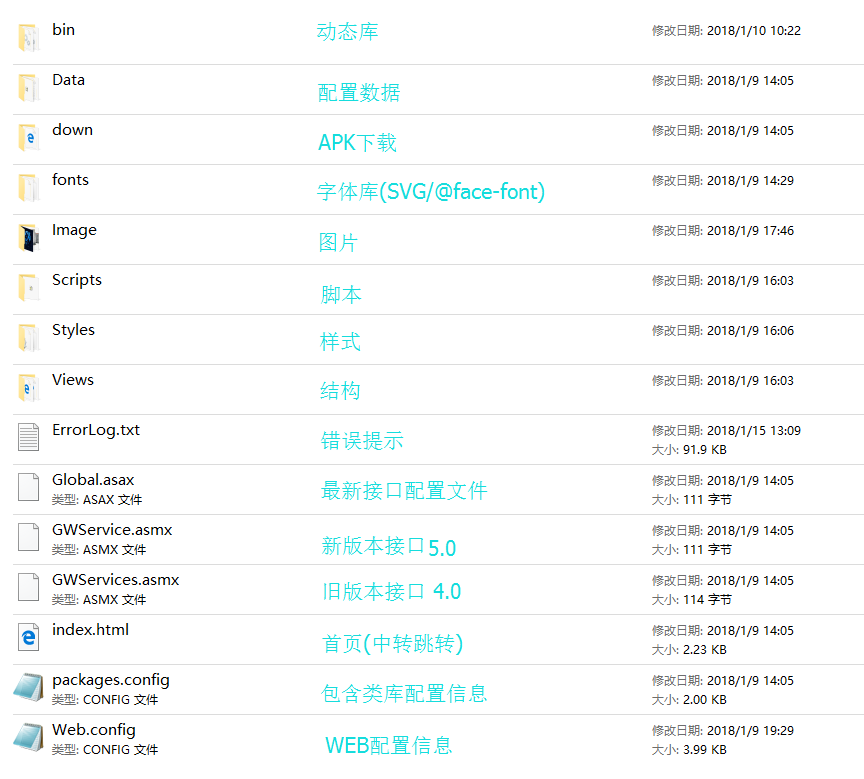 bin 动态库 修改日期: 2018/1/10 10:22
Data 配置数据 修改日期: 2018/1/9 14:05
down APK下载 修改日期: 2018/1/9 14:05
fonts 字体库(SVG/@face-font) 修改日期: 2018/1/9 14:29
Image 图片 修改日期: 2018/1/9 17:46
Scripts 脚本 修改日期: 2018/1/9 16:03
Styles 样式 修改日期: 2018/1/9 16:06
Views 结构 修改日期: 2018/1/9 16:03
ErrorLog.txt 错误提示 修改日期: 2018/1/15 13:09
大小: 91.9 KB
Global.asax 最新接口配置文件 修改日期: 2018/1/9 14:05
类型: ASAX 文件 大小: 111 字节
GWService.asmx 新版本接口5.0 修改日期: 2018/1/9 14:05
类型: ASMX 文件 大小: 111 字节
GWServices.asmx 旧版本接口 4.0 修改日期: 2018/1/9 14:05
类型: ASMX 文件 大小: 114 字节
index.html 首页(中转跳转) 修改日期: 2018/1/9 14:05
大小: 2.23 KB
packages.config 包含类库配置信息 修改日期: 2018/1/9 14:05
类型: CONFIG 文件 大小: 2.00 KB
Web.config WEB配置信息 修改日期: 2018/1/9 19:29
类型: CONFIG 文件 大小: 3.99 KB